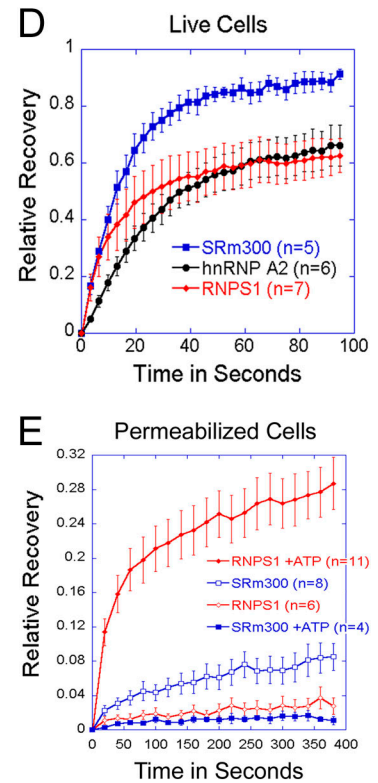 D
Live Cells
1
0.8
0.6
0.4
0.2
0
Relative Recovery
SRm300 (n=5)
hnRNP A2 (n=6)
RNPS1 (n=7)
0 20 40 60 80 100
Time in Seconds
E
Permeabilized Cells
0.32
0.28
0.24
0.2
0.16
0.12
0.08
0.04
0
Relative Recovery
RNPS1 +ATP (n=11)
SRm300 (n=8)
RNPS1 (n=6)
SRm300 +ATP (n=4)
0 50 100 150 200 250 300 350 400
Time in Seconds